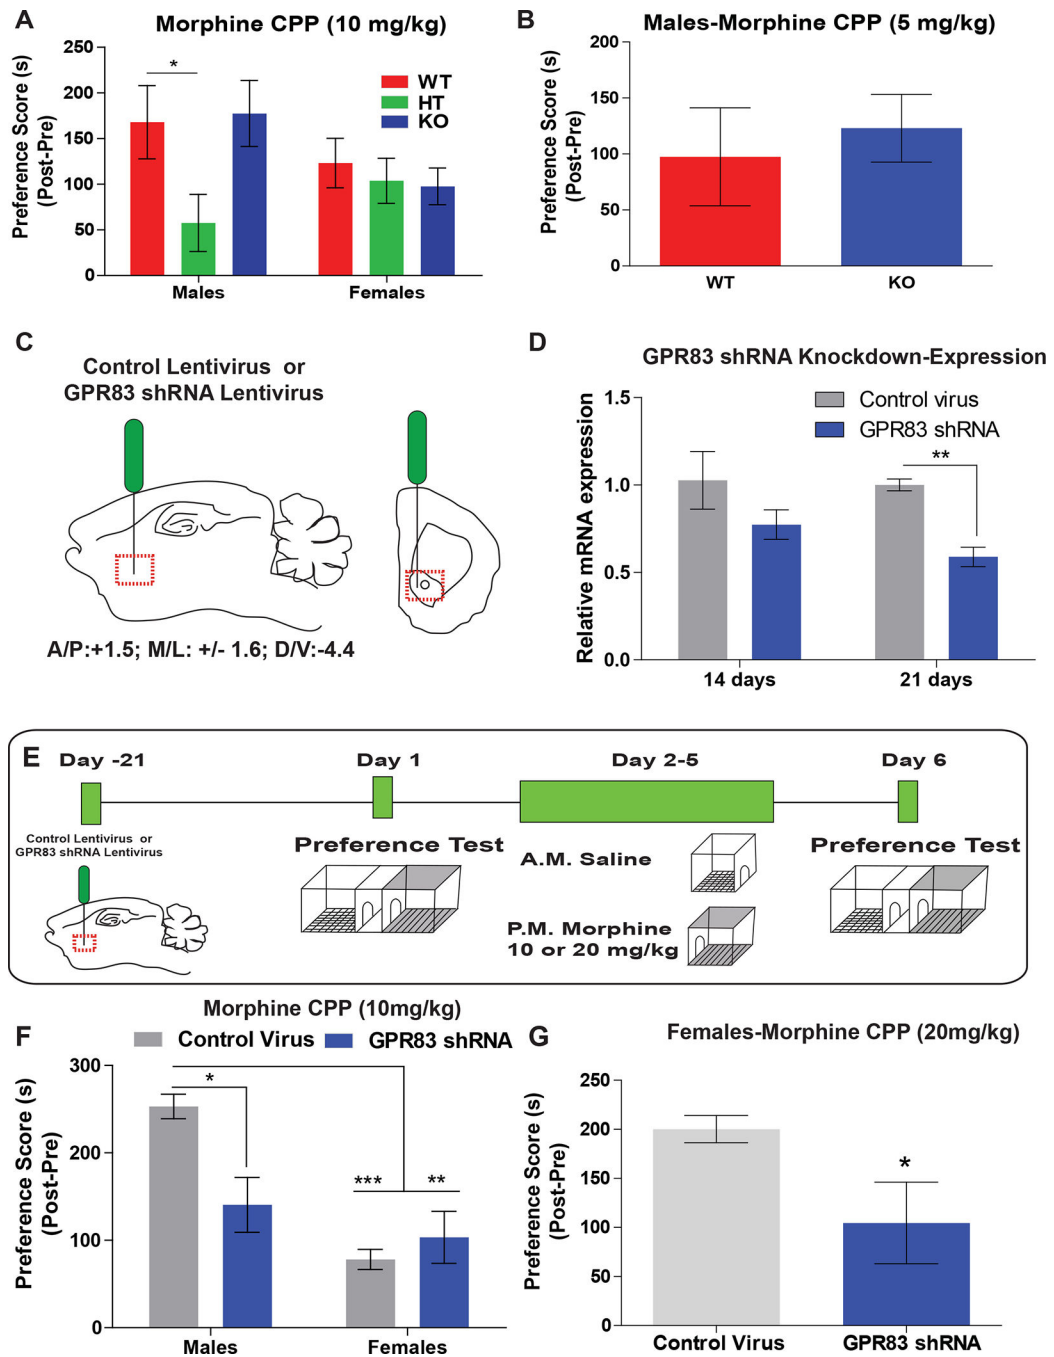 A
Morphine CPP (10 mg/kg)
Preference Score (s)
(Post-Pre)
250
200
150
100
50
0
*
WT
HT
KO
Males
Females
B
Males-Morphine CPP (5 mg/kg)
Preference Score (s)
(Post-Pre)
200
150
100
50
0
WT
KO
C
Control Lentivirus or
GPR83 shRNA Lentivirus
A/P:+1.5; M/L: +/- 1.6; D/V:-4.4
D
GPR83 shRNA Knockdown-Expression
Relative mRNA expression
1.5
1.0
0.5
0.0
Control virus
GPR83 shRNA
**
14 days
21 days
E
Day -21
Day 1
Day 2-5
Day 6
Control Lentivirus or
GPR83 shRNA Lentivirus
Preference Test
A.M. Saline
P.M. Morphine
10 or 20 mg/kg
Preference Test
F
Morphine CPP (10mg/kg)
Control Virus
GPR83 shRNA
Preference Score (s)
(Post-Pre)
300
200
100
0
*
***
**
Males
Females
G
Females-Morphine CPP (20mg/kg)
Preference Score (s)
(Post-Pre)
250
200
150
100
50
0
*
Control Virus
GPR83 shRNA